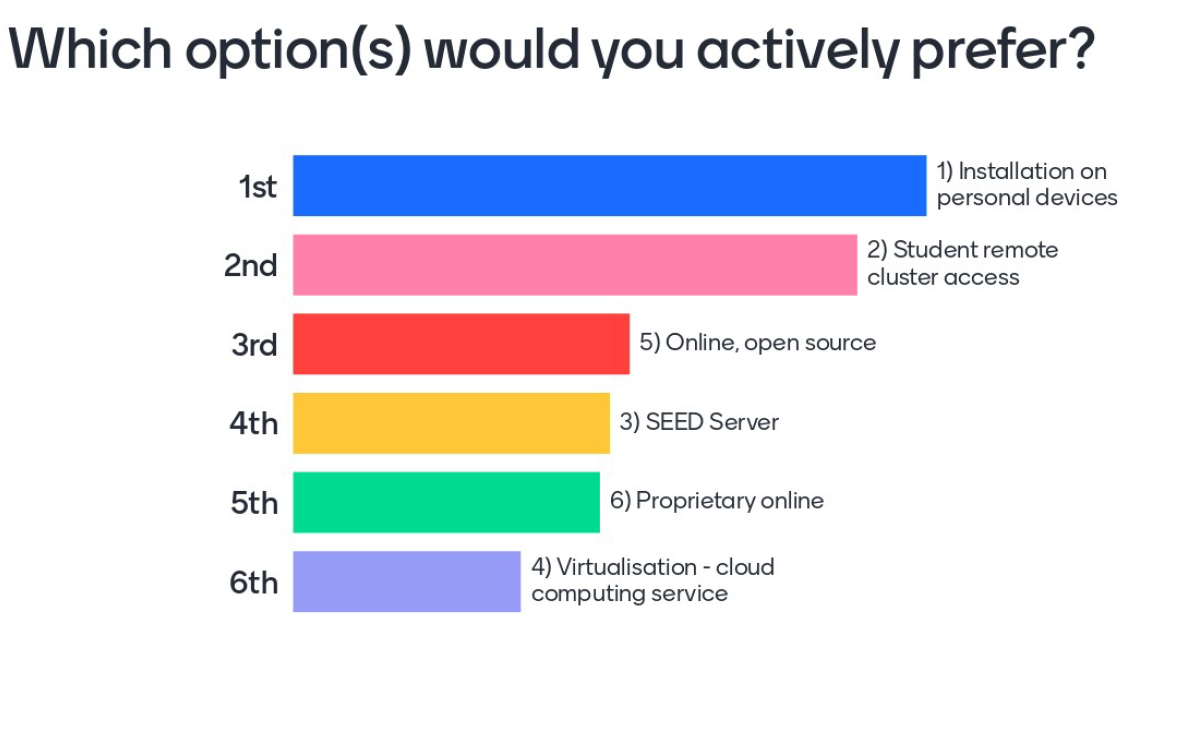 Which option(s) would you actively prefer?
1st
1) Installation on
personal devices
2nd
2) Student remote
cluster access
3rd
5) Online, open source
4th
3) SEED Server
5th
6) Proprietary online
6th
4) Virtualisation - cloud
computing service